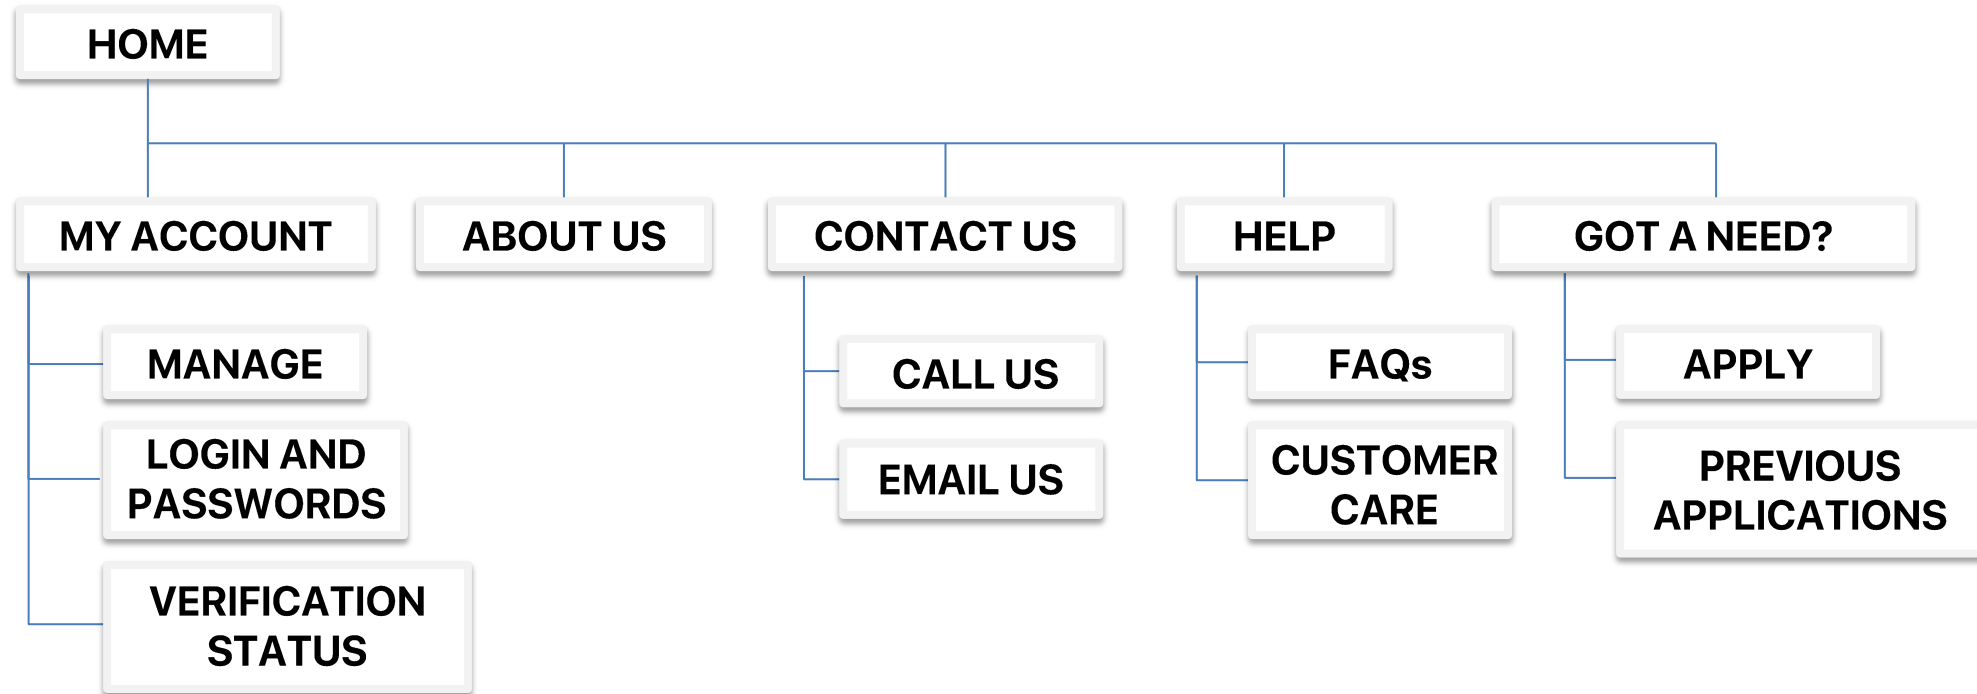 HOME
MY ACCOUNT
ABOUT US
CONTACT US
HELP
GOT A NEED?
MANAGE
LOGIN AND
PASSWORDS
VERIFICATION
STATUS
CALL US
EMAIL US
FAQs
CUSTOMER
CARE
APPLY
PREVIOUS
APPLICATIONS